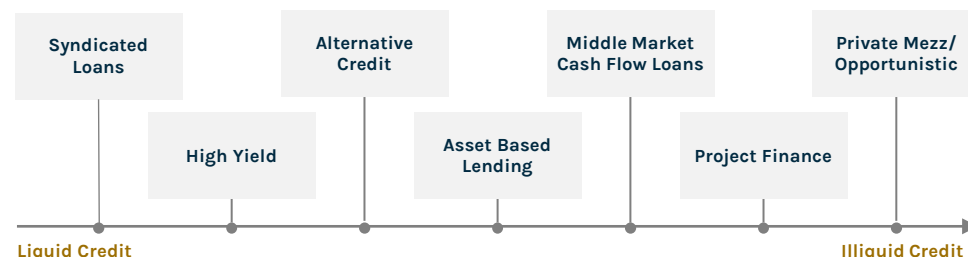 Syndicated
Loans
Alternative
Credit
Middle Market
Cash Flow Loans
Private Mezz/
Opportunistic
High Yield
Asset Based
Lending
Project Finance
Liquid Credit
Illiquid Credit